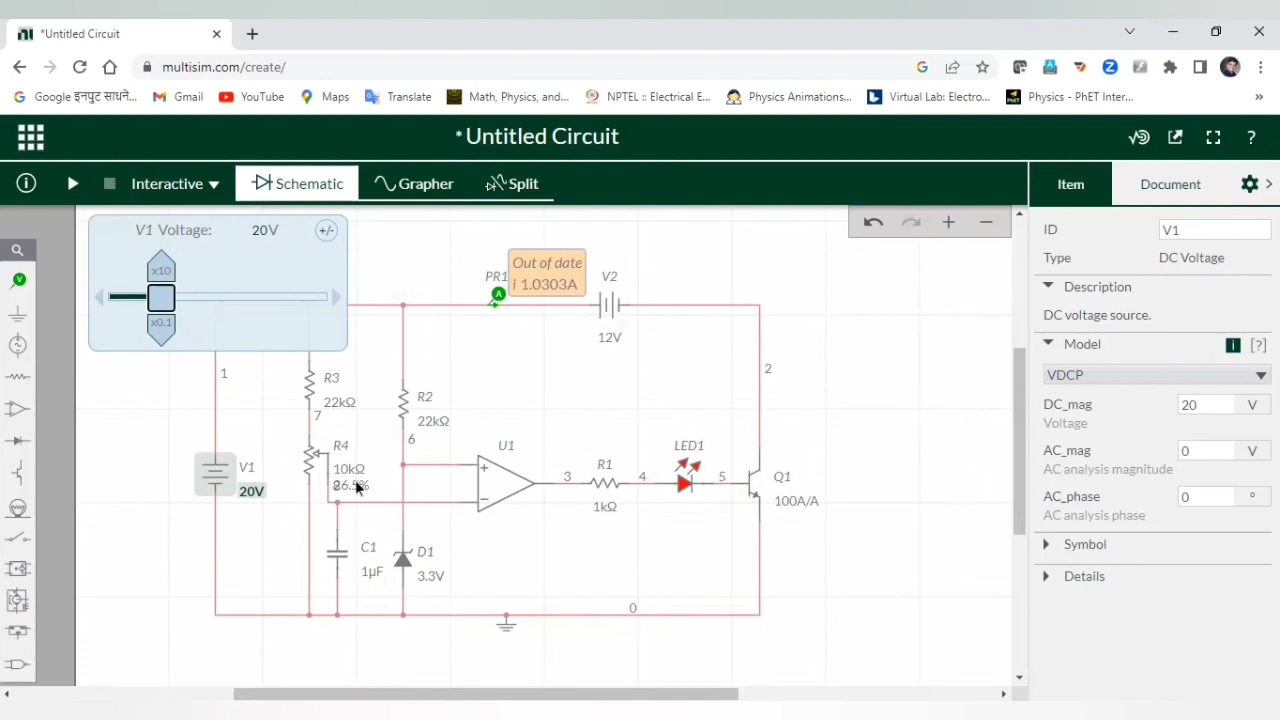 *Untitled Circuit
multisim.com/create/
Google इनपुट साधने...
Gmail
YouTube
Maps
Translate
Math, Physics, and...
NPTEL :: Electrical E...
Physics Animations...
Virtual Lab: Electro...
Physics - PhET Inter...
»
*Untitled Circuit
?
Interactive
Schematic
Grapher
Split
Item
Document
V1 Voltage: 20V
+/-
x10
x0.1
PR1
A
Out of date
i 1.0303A
V2
12V
1
2
R3
22kΩ
7
R2
22kΩ
6
R4
10kΩ
V1
20V
U1
3
R1
1kΩ
4
LED1
5
Q1
100A/A
C1
1µF
D1
3.3V
0
ID
V1
Type
DC Voltage
Description
DC voltage source.
Model
i
[?]
VDCP
DC_mag
20 V
Voltage
AC_mag
0 V
AC analysis magnitude
AC_phase
0 °
AC analysis phase
Symbol
Details